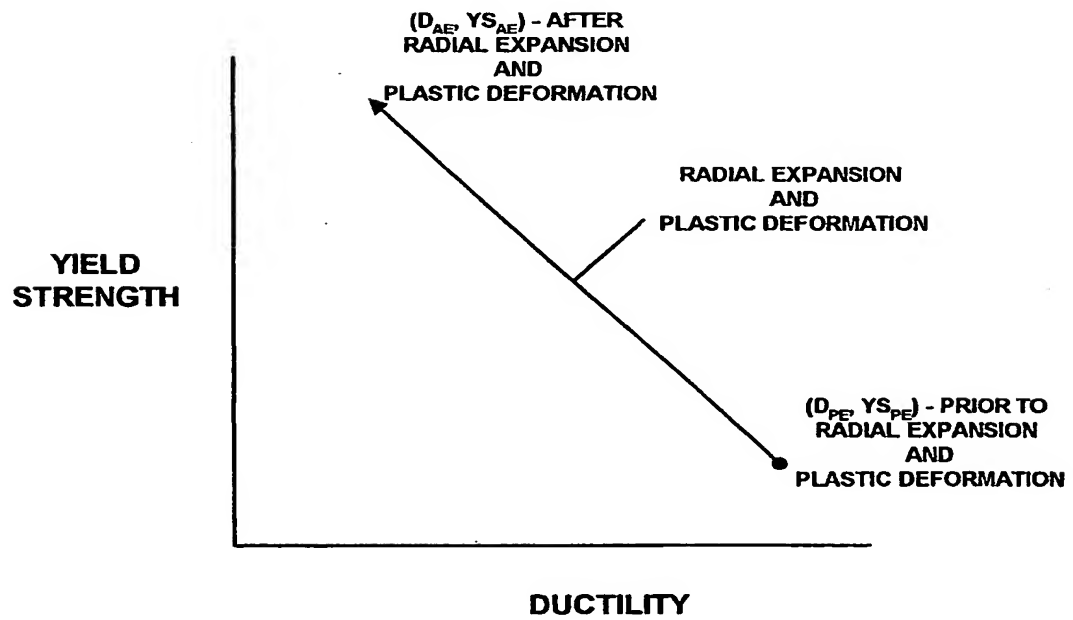 (D_AE, YS_AE) - AFTER
RADIAL EXPANSION
AND
PLASTIC DEFORMATION
RADIAL EXPANSION
AND
PLASTIC DEFORMATION
YIELD
STRENGTH
(D_PE, YS_PE) - PRIOR TO
RADIAL EXPANSION
AND
PLASTIC DEFORMATION
DUCTILITY